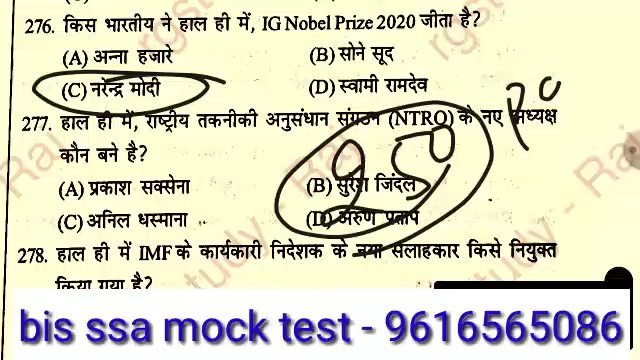 276. किस भारतीय ने हाल ही में, IG Nobel Prize 2020 जीता है?
(A) अन्ना हजारे (B) सोने सूद
(C) नरेन्द्र मोदी (D) स्वामी रामदेव
277. हाल ही में, राष्ट्रीय तकनीकी अनुसंधान संगठन (NTRO) के नए अध्यक्ष
कौन बने है?
(A) प्रकाश सक्सेना (B) सुरेश जिंदल
(C) अनिल धस्माना (D) अरुण प्रताप
250
278. हाल ही में IMF के कार्यकारी निदेशक के नया सलाहकार किसे नियुक्त
किया गया है?
bis ssa mock test - 9616565086